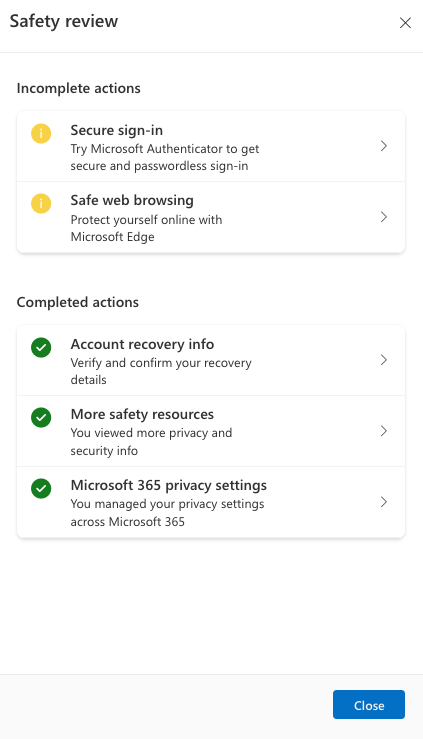 Safety review
Incomplete actions
Secure sign-in
Try Microsoft Authenticator to get
secure and passwordless sign-in
Safe web browsing
Protect yourself online with
Microsoft Edge
Completed actions
Account recovery info
Verify and confirm your recovery
details
More safety resources
You viewed more privacy and
security info
Microsoft 365 privacy settings
You managed your privacy settings
across Microsoft 365
Close